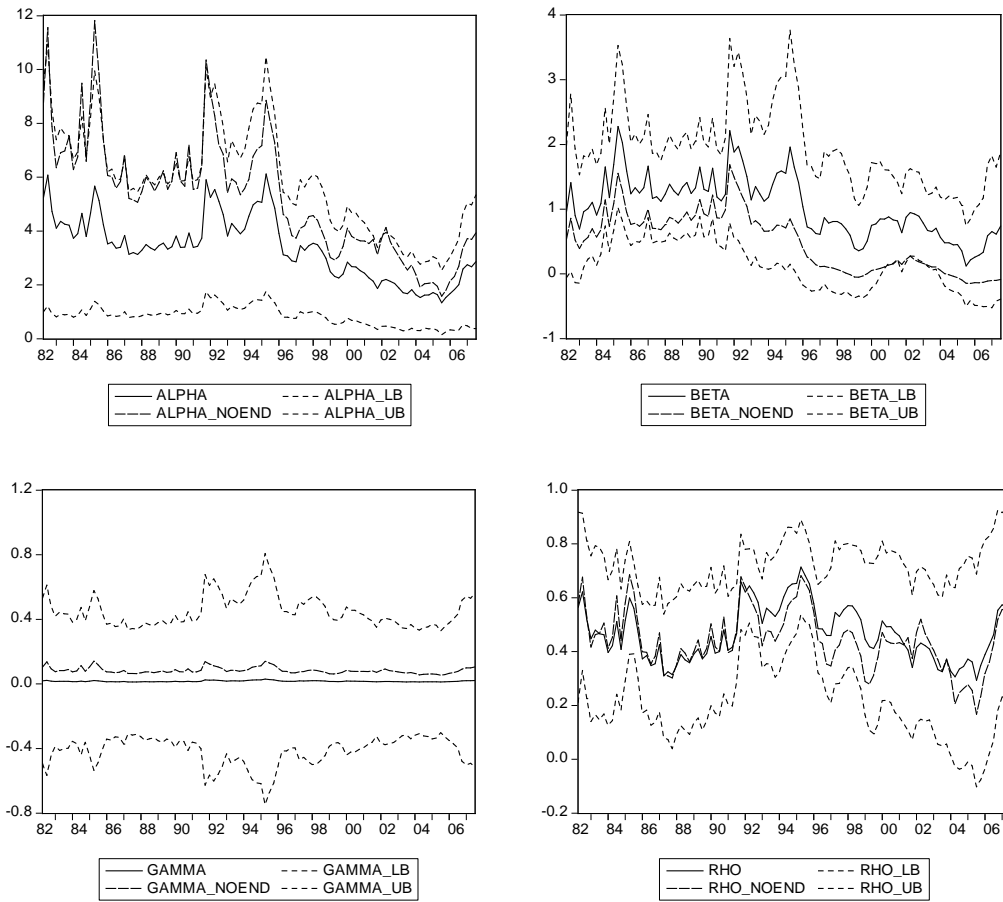 12
10
8
6
4
2
0
82 84 86 88 90 92 94 96 98 00 02 04 06
ALPHA ALPHA_LB
ALPHA_NOEND ALPHA_UB
4
3
2
1
0
-1
82 84 86 88 90 92 94 96 98 00 02 04 06
BETA BETA_LB
BETA_NOEND BETA_UB
1.2
0.8
0.4
0.0
-0.4
-0.8
82 84 86 88 90 92 94 96 98 00 02 04 06
GAMMA GAMMA_LB
GAMMA_NOEND GAMMA_UB
1.0
0.8
0.6
0.4
0.2
0.0
-0.2
82 84 86 88 90 92 94 96 98 00 02 04 06
RHO RHO_LB
RHO_NOEND RHO_UB